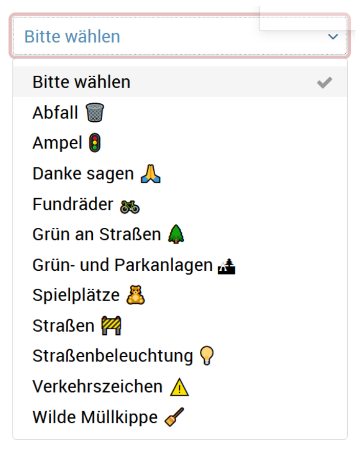 Bitte wählen
Bitte wählen
Abfall 🗑️
Ampel 🚦
Danke sagen 🙏
Fundräder 🚲
Grün an Straßen 🌳
Grün- und Parkanlagen 🏞
Spielplätze 🧸
Straßen 🚧
Straßenbeleuchtung 💡
Verkehrszeichen ⚠️
Wilde Müllkippe 🧹